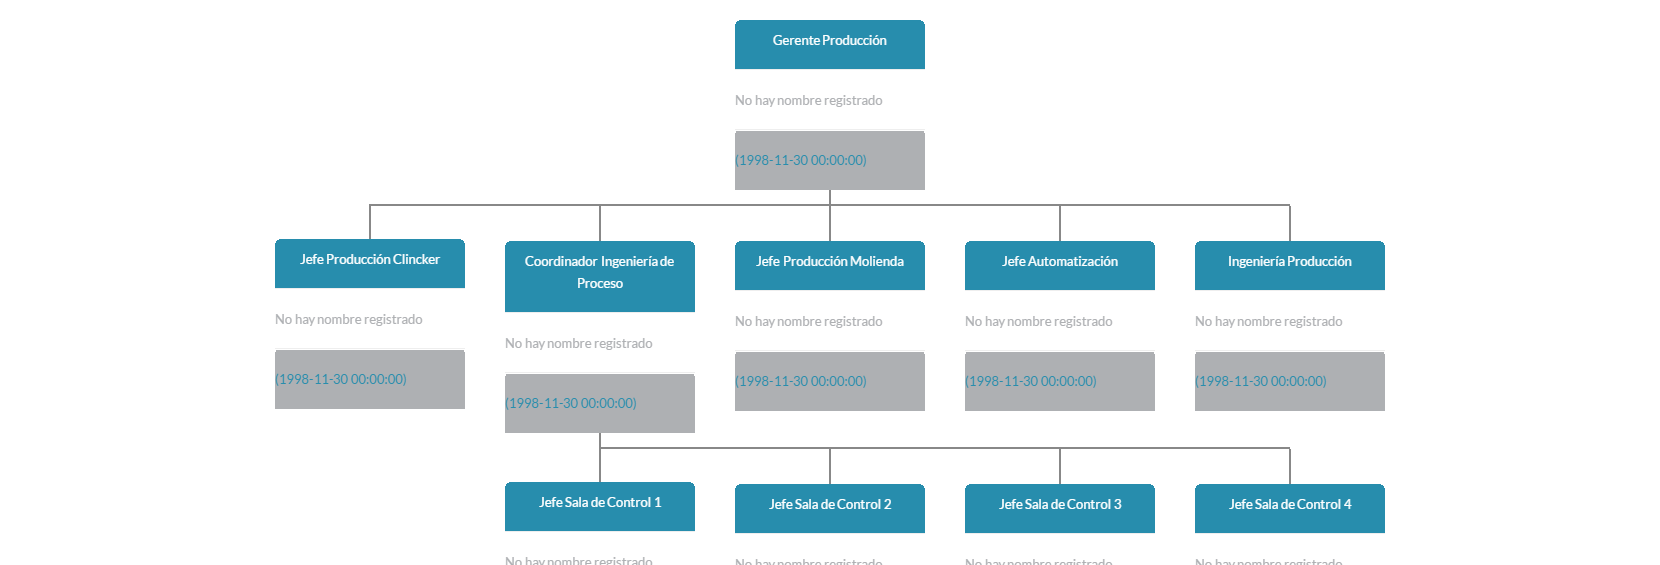 Gerente Producción
No hay nombre registrado
(1998-11-30 00:00:00)
Jefe Producción Clincker
No hay nombre registrado
(1998-11-30 00:00:00)
Coordinador Ingeniería de
Proceso
No hay nombre registrado
(1998-11-30 00:00:00)
Jefe Producción Molienda
No hay nombre registrado
(1998-11-30 00:00:00)
Jefe Automatización
No hay nombre registrado
(1998-11-30 00:00:00)
Ingeniería Producción
No hay nombre registrado
(1998-11-30 00:00:00)
Jefe Sala de Control 1
No hay nombre registrado
Jefe Sala de Control 2
No hay nombre registrado
Jefe Sala de Control 3
No hay nombre registrado
Jefe Sala de Control 4
No hay nombre registrado